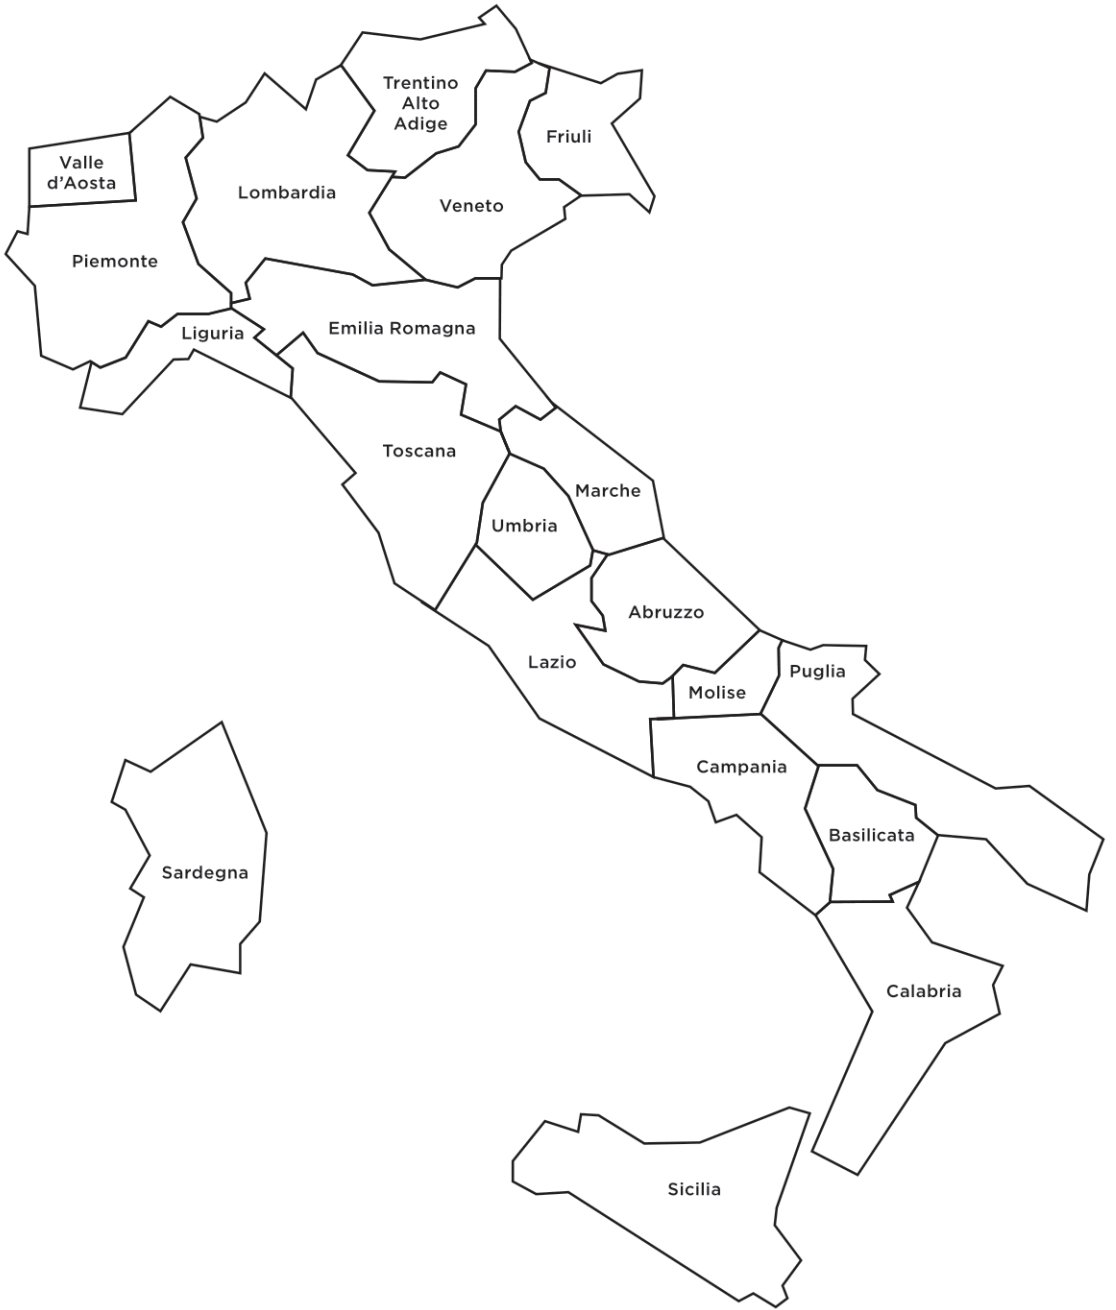 Trentino
Alto
Adige
Friuli
Valle
d'Aosta
Lombardia
Veneto
Piemonte
Liguria
Emilia Romagna
Toscana
Marche
Umbria
Abruzzo
Lazio
Molise
Puglia
Campania
Basilicata
Sardegna
Calabria
Sicilia